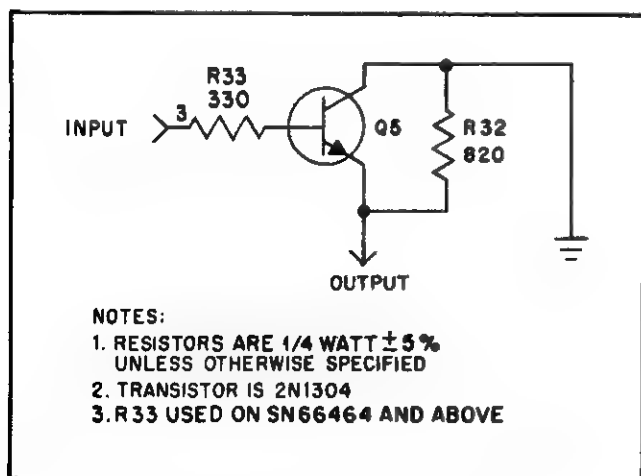 R33
330
3
INPUT
Q5
R32
820
OUTPUT
NOTES:
1. RESISTORS ARE 1/4 WATT ±5%
UNLESS OTHERWISE SPECIFIED
2. TRANSISTOR IS 2N1304
3. R33 USED ON SN66464 AND ABOVE